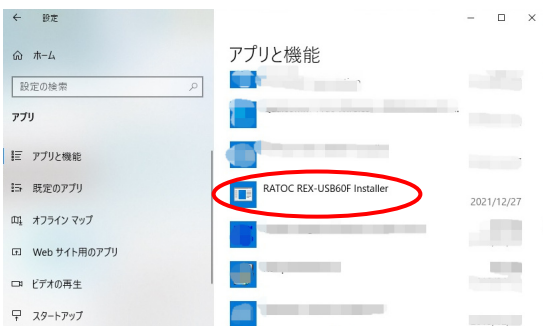 設定
ホーム
設定の検索
アプリ
アプリと機能
既定のアプリ
オフライン マップ
Web サイト用のアプリ
ビデオの再生
スタートアップ
アプリと機能
RATOC REX-USB60F Installer
2021/12/27